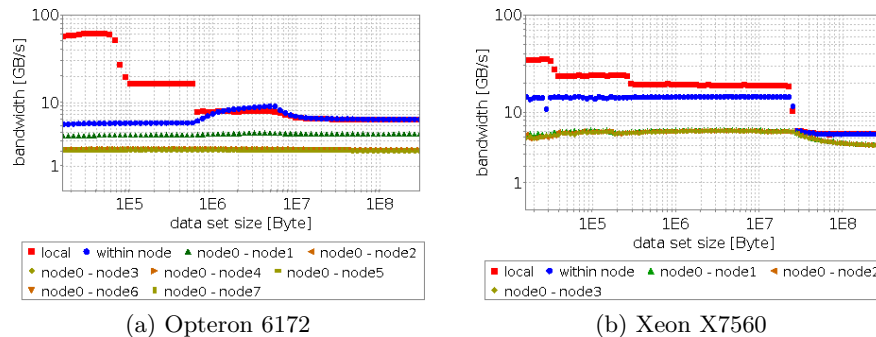 100
10
1
bandwidth [GB/s]
1E5 1E6 1E7 1E8
data set size [Byte]
local within node node0 - node1 node0 - node2
node0 - node3 node0 - node4 node0 - node5
node0 - node6 node0 - node7
(a) Opteron 6172
100
10
1
bandwidth [GB/s]
1E5 1E6 1E7 1E8
data set size [Byte]
local within node node0 - node1 node0 - node2
node0 - node3
(b) Xeon X7560